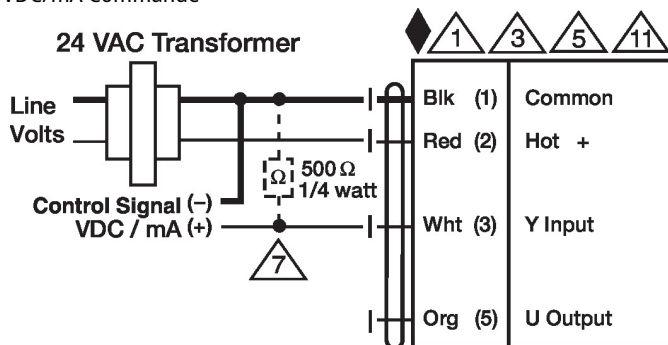 VDC/mA Commande
24 VAC Transformer
1 3 5 11
Line
Volts
Blk (1) Common
Red (2) Hot +
Ω 500 Ω
1/4 watt
Control Signal (–)
VDC / mA (+)
Wht (3) Y Input
7
Org (5) U Output